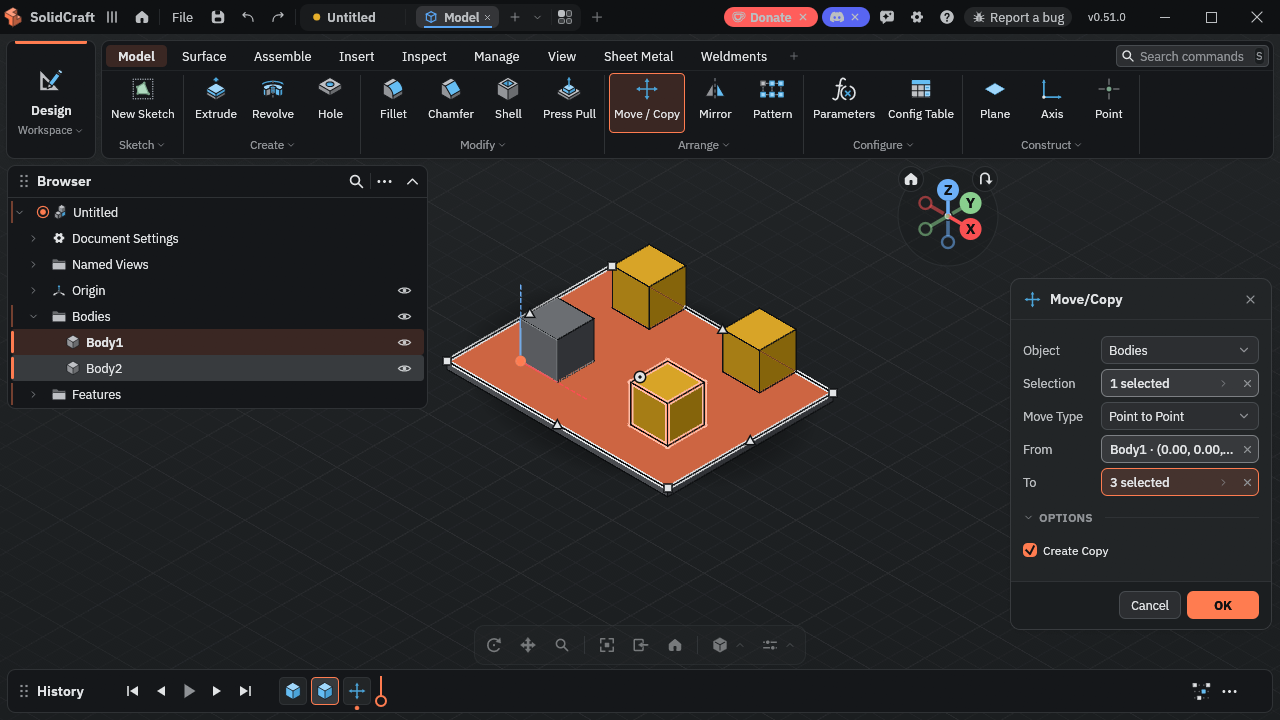 SolidCraft
File
Untitled
Model
Donate
Report a bug
v0.51.0
Design
Workspace
Model
Surface
Assemble
Insert
Inspect
Manage
View
Sheet Metal
Weldments
Search commands
S
New Sketch
Extrude
Revolve
Hole
Fillet
Chamfer
Shell
Press Pull
Move / Copy
Mirror
Pattern
Parameters
Config Table
Plane
Axis
Point
Sketch
Create
Modify
Arrange
Configure
Construct
Browser
Untitled
Document Settings
Named Views
Origin
Bodies
Body1
Body2
Features
Z
Y
X
Move/Copy
Object
Bodies
Selection
1 selected
Move Type
Point to Point
From
Body1 · (0.00, 0.00,...
To
3 selected
OPTIONS
Create Copy
Cancel
OK
History